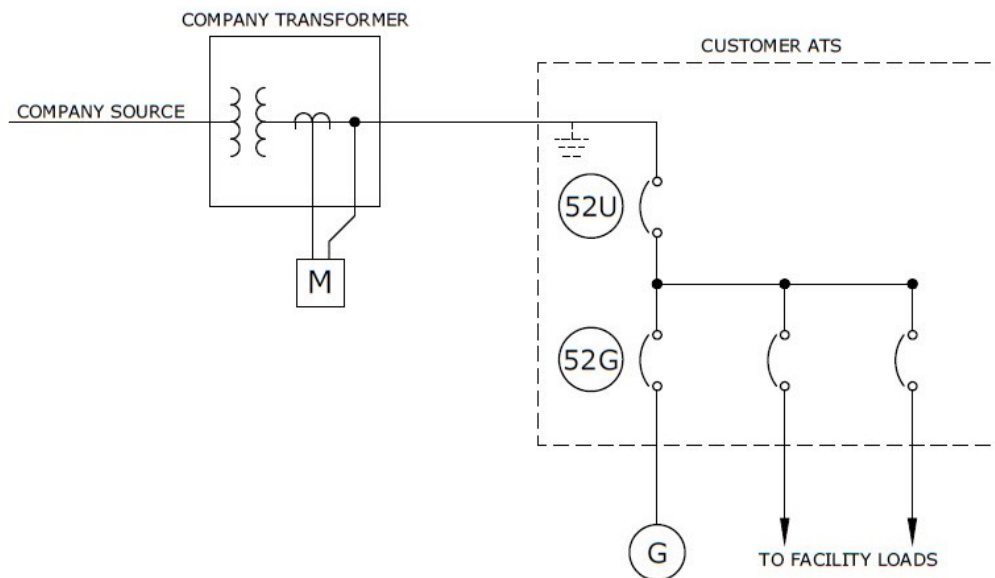 COMPANY TRANSFORMER
CUSTOMER ATS
COMPANY SOURCE
52U
M
52G
G
TO FACILITY LOADS